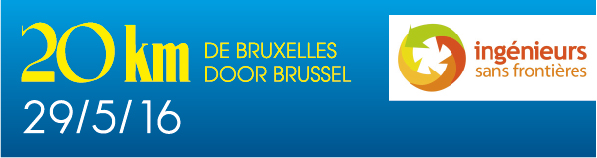 20 km
DE BRUXELLES
DOOR BRUSSEL
29/5/16
ingénieurs
sans frontières